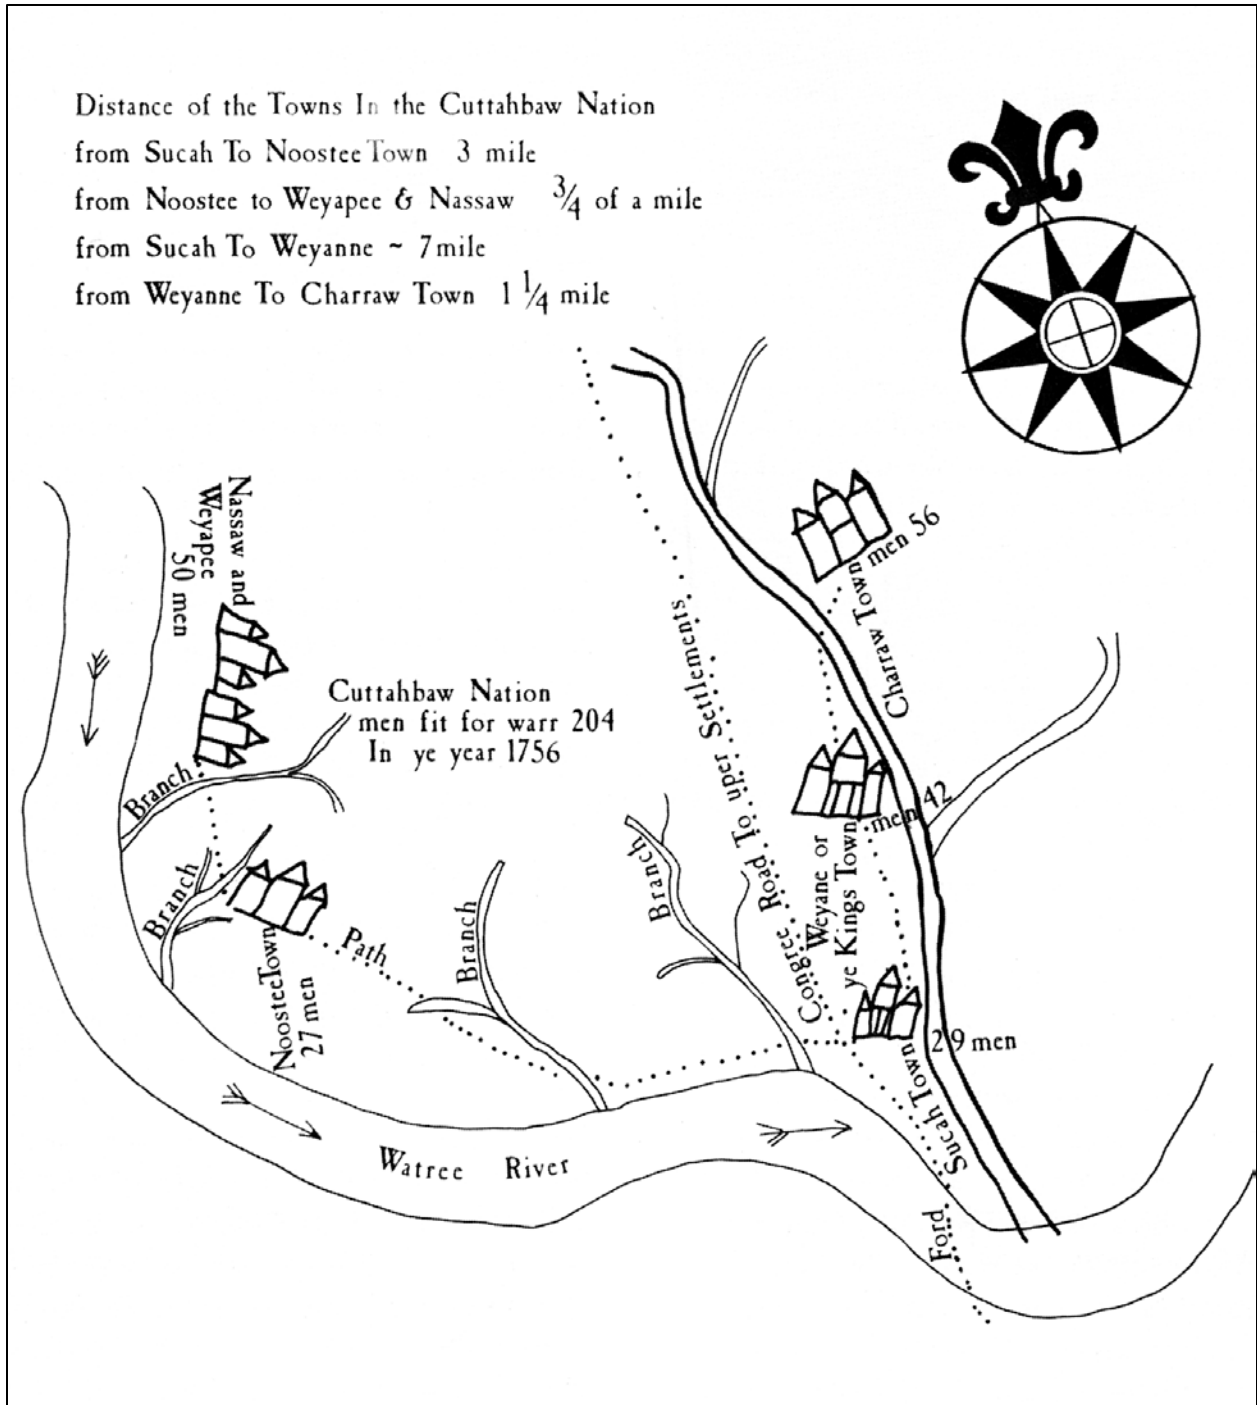 Distance of the Towns In the Cuttahbaw Nation
from Sucah To Noostee Town 3 mile
from Noostee to Weyapee & Nassaw 3/4 of a mile
from Sucah To Weyanne ~ 7 mile
from Weyanne To Charraw Town 1 1/4 mile
Nassaw and
Weyapee
50 men
Cuttahbaw Nation
men fit for warr 204
In ye year 1756
Branch
Branch
Noostee Town
27 men
Path
Branch
Branch
Congree Road To uper Settlements
Charraw Town
men 56
Weyane or
ye Kings Town
men 42
Sucah Town
29 men
Watree River
Ford